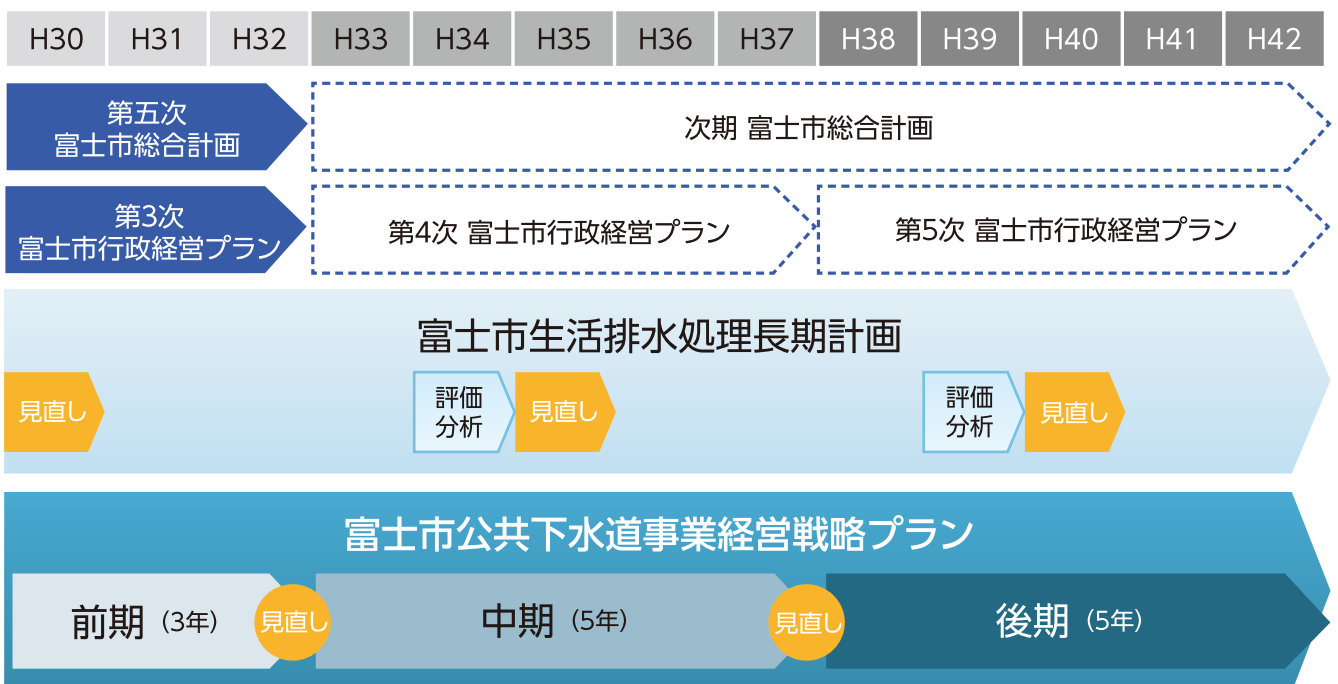 H30 H31 H32 H33 H34 H35 H36 H37 H38 H39 H40 H41 H42
第五次
富士市総合計画
次期 富士市総合計画
第3次
富士市行政経営プラン
第4次 富士市行政経営プラン
第5次 富士市行政経営プラン
富士市生活排水処理長期計画
見直し
評価
分析
見直し
評価
分析
見直し
富士市公共下水道事業経営戦略プラン
前期（3年）
見直し
中期（5年）
見直し
後期（5年）